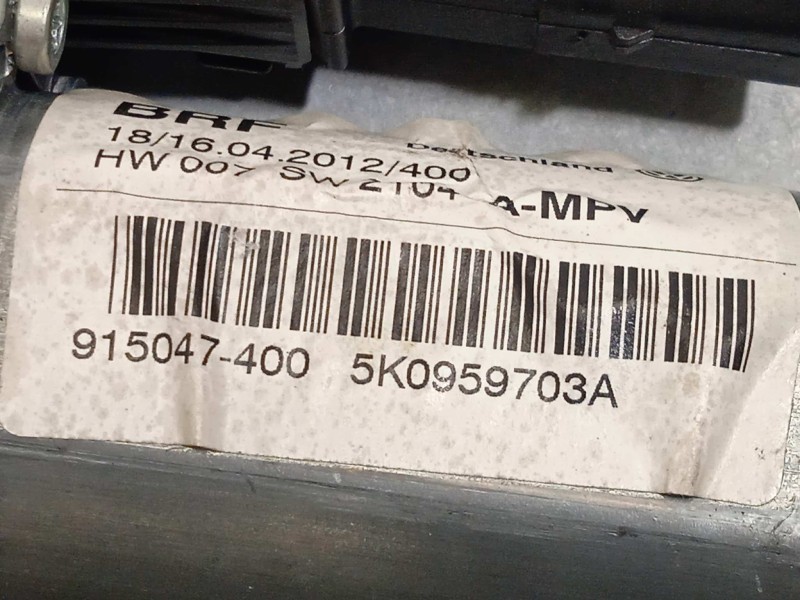 BRF
Deutschland
18/16.04.2012/400
HW 007 SW 2104 A-MPV
915047-400 5K0959703A